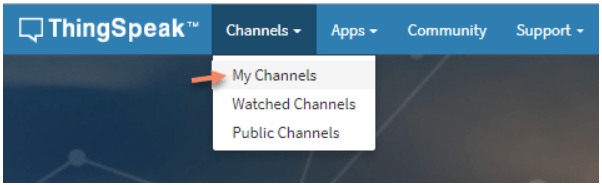 ThingSpeak™ Channels Apps Community Support
My Channels
Watched Channels
Public Channels